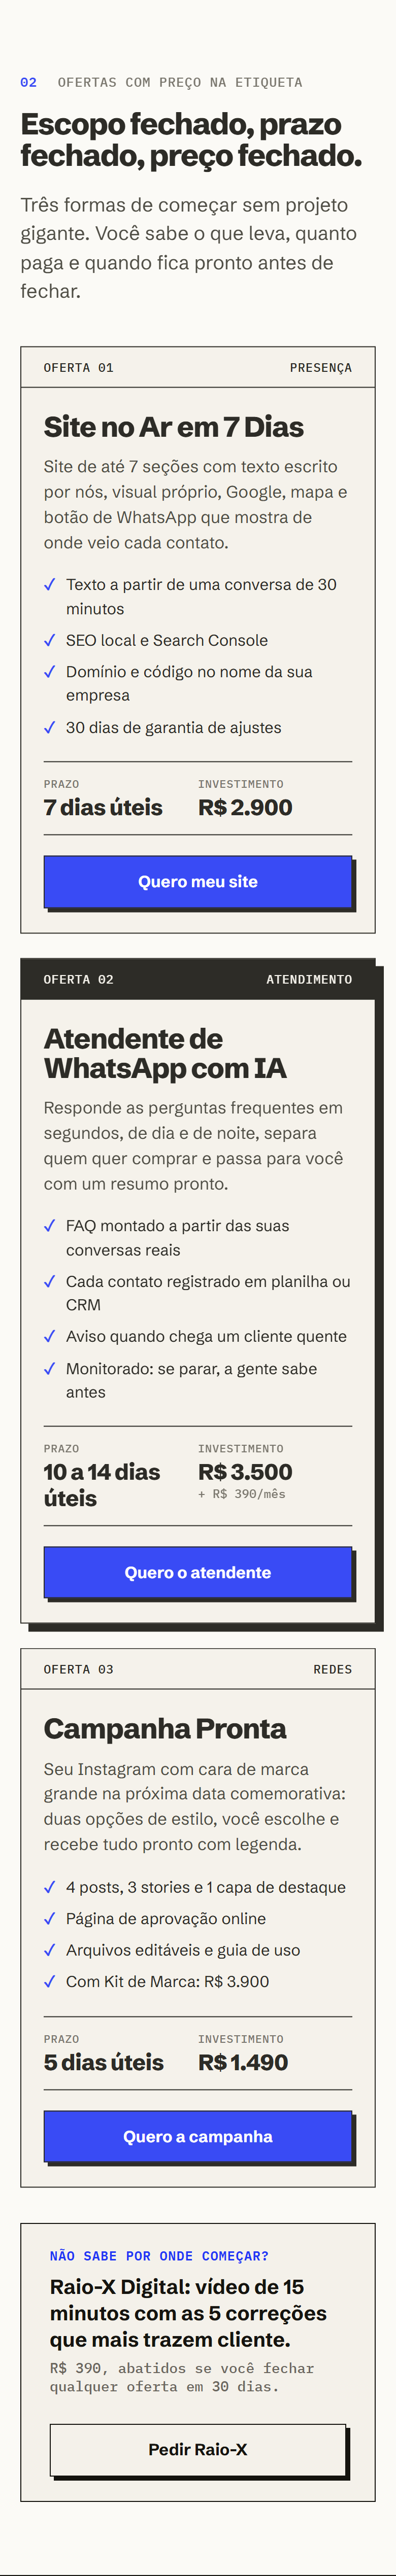 02 OFERTAS COM PREÇO NA ETIQUETA
Escopo fechado, prazo
fechado, preço fechado.
Três formas de começar sem projeto
gigante. Você sabe o que leva, quanto
paga e quando fica pronto antes de
fechar.
OFERTA 01 PRESENÇA
Site no Ar em 7 Dias
Site de até 7 seções com texto escrito
por nós, visual próprio, Google, mapa e
botão de WhatsApp que mostra de
onde veio cada contato.
✓ Texto a partir de uma conversa de 30
minutos
✓ SEO local e Search Console
✓ Domínio e código no nome da sua
empresa
✓ 30 dias de garantia de ajustes
PRAZO INVESTIMENTO
7 dias úteis R$ 2.900
Quero meu site
OFERTA 02 ATENDIMENTO
Atendente de
WhatsApp com IA
Responde as perguntas frequentes em
segundos, de dia e de noite, separa
quem quer comprar e passa para você
com um resumo pronto.
✓ FAQ montado a partir das suas
conversas reais
✓ Cada contato registrado em planilha ou
CRM
✓ Aviso quando chega um cliente quente
✓ Monitorado: se parar, a gente sabe
antes
PRAZO INVESTIMENTO
10 a 14 dias R$ 3.500
úteis + R$ 390/mês
Quero o atendente
OFERTA 03 REDES
Campanha Pronta
Seu Instagram com cara de marca
grande na próxima data comemorativa:
duas opções de estilo, você escolhe e
recebe tudo pronto com legenda.
✓ 4 posts, 3 stories e 1 capa de destaque
✓ Página de aprovação online
✓ Arquivos editáveis e guia de uso
✓ Com Kit de Marca: R$ 3.900
PRAZO INVESTIMENTO
5 dias úteis R$ 1.490
Quero a campanha
NÃO SABE POR ONDE COMEÇAR?
Raio-X Digital: vídeo de 15
minutos com as 5 correções
que mais trazem cliente.
R$ 390, abatidos se você fechar
qualquer oferta em 30 dias.
Pedir Raio-X